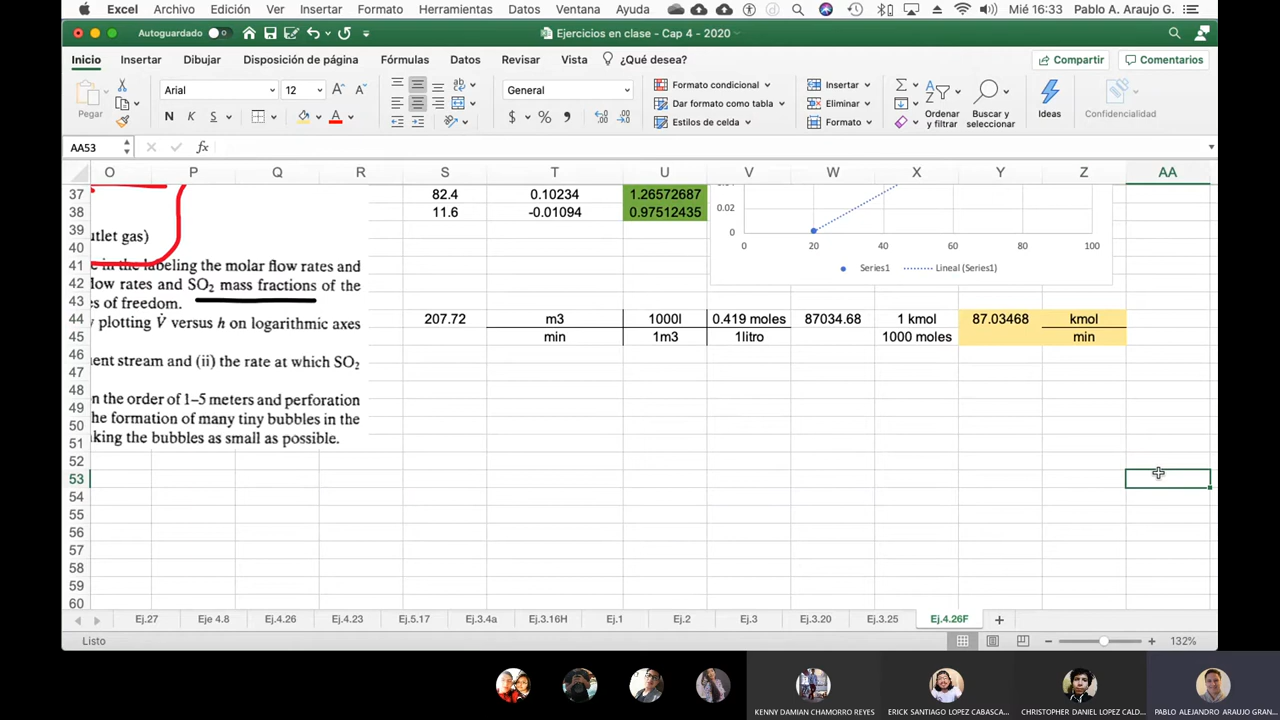 Excel Archivo Edición Ver Insertar Formato Herramientas Datos Ventana Ayuda Mié 16:33 Pablo A. Araujo G.
Autoguardado Ejercicios en clase - Cap 4 - 2020
Inicio Insertar Dibujar Disposición de página Fórmulas Datos Revisar Vista ¿Qué desea? Compartir Comentarios
Pegar
Arial 12
N K S
General
$ % 
Formato condicional
Dar formato como tabla
Estilos de celda
Insertar
Eliminar
Formato
Ordenar y filtrar
Buscar y seleccionar
Ideas
Confidencialidad
AA53 fx
O P Q R S T U V W X Y Z AA
37 82.4 0.10234 1.26572687
38 11.6 -0.01094 0.97512435
39
40
41
42
43
44 207.72 m3 1000l 0.419 moles 87034.68 1 kmol 87.03468 kmol
45 min 1m3 1litro 1000 moles min
46
47
48
49
50
51
52
53
54
55
56
57
58
59
60
utlet gas)
e in the labeling the molar flow rates and
low rates and SO2 mass fractions of the
es of freedom.
y plotting V̇ versus h on logarithmic axes
uent stream and (ii) the rate at which SO2
n the order of 1–5 meters and perforation
he formation of many tiny bubbles in the
king the bubbles as small as possible.
0.02
0
0 20 40 60 80 100
Series1 Lineal (Series1)
Ej.27 Eje 4.8 Ej.4.26 Ej.4.23 Ej.5.17 Ej.3.4a Ej.3.16H Ej.1 Ej.2 Ej.3 Ej.3.20 Ej.3.25 Ej.4.26F
Listo 132%
KENNY DAMIAN CHAMORRO REYES
ERICK SANTIAGO LOPEZ CABASCA...
CHRISTOPHER DANIEL LOPEZ CALD...
PABLO ALEJANDRO ARAUJO GRAN...